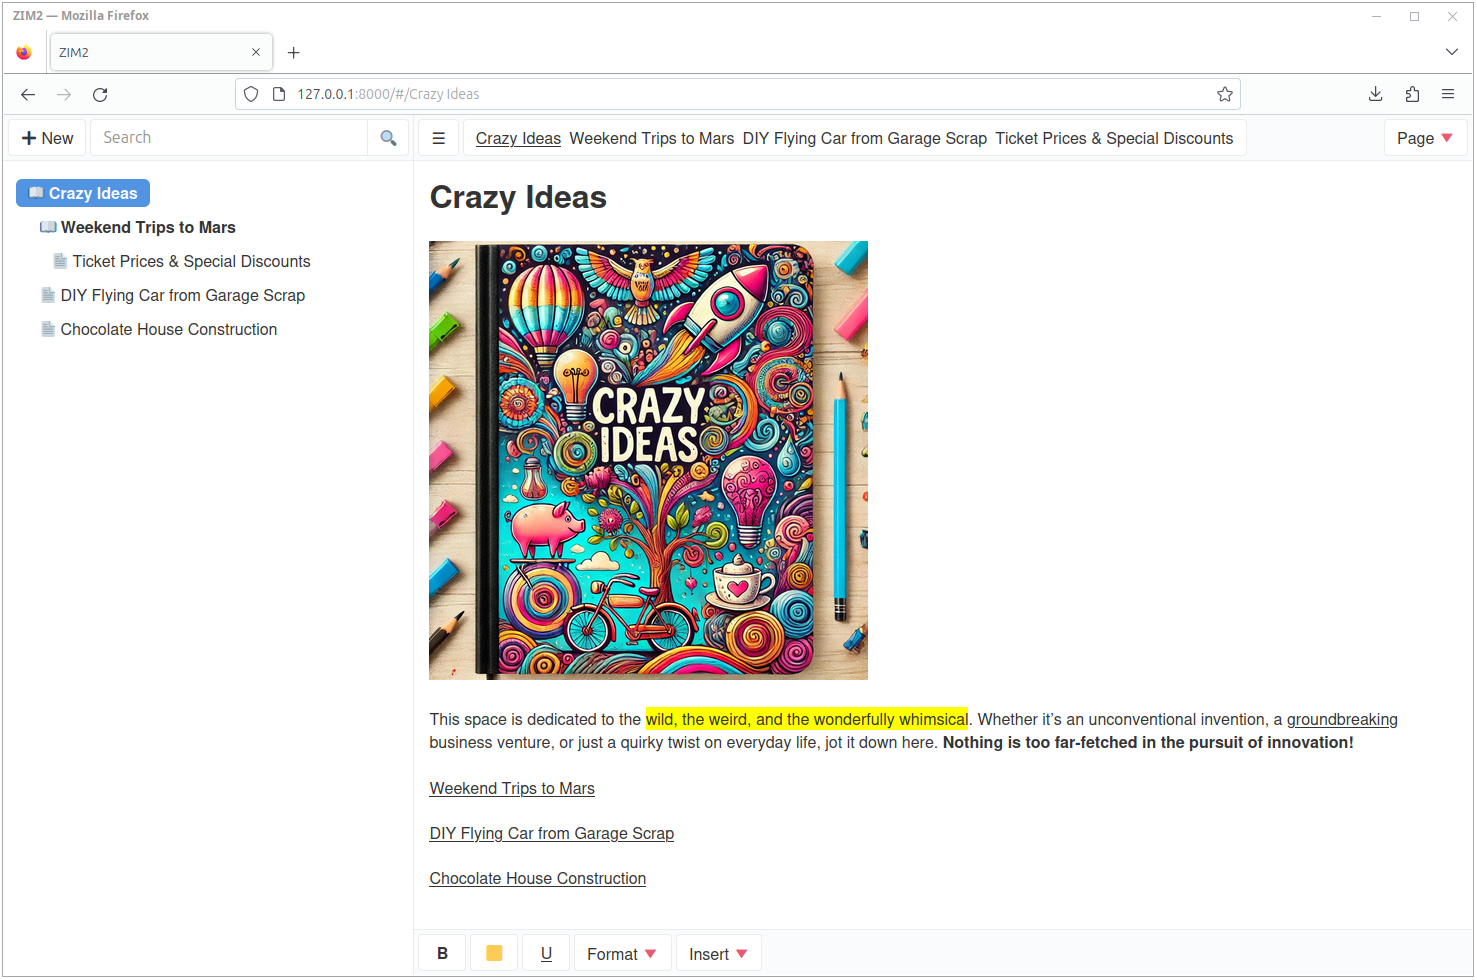 ZIM2 — Mozilla Firefox
ZIM2
127.0.0.1:8000/#/Crazy Ideas
New
Search
Crazy Ideas Weekend Trips to Mars DIY Flying Car from Garage Scrap Ticket Prices & Special Discounts
Page
Crazy Ideas
Weekend Trips to Mars
Ticket Prices & Special Discounts
DIY Flying Car from Garage Scrap
Chocolate House Construction
Crazy Ideas
CRAZY
IDEAS
This space is dedicated to the wild, the weird, and the wonderfully whimsical. Whether it’s an unconventional invention, a groundbreaking
business venture, or just a quirky twist on everyday life, jot it down here. Nothing is too far-fetched in the pursuit of innovation!
Weekend Trips to Mars
DIY Flying Car from Garage Scrap
Chocolate House Construction
B U Format Insert